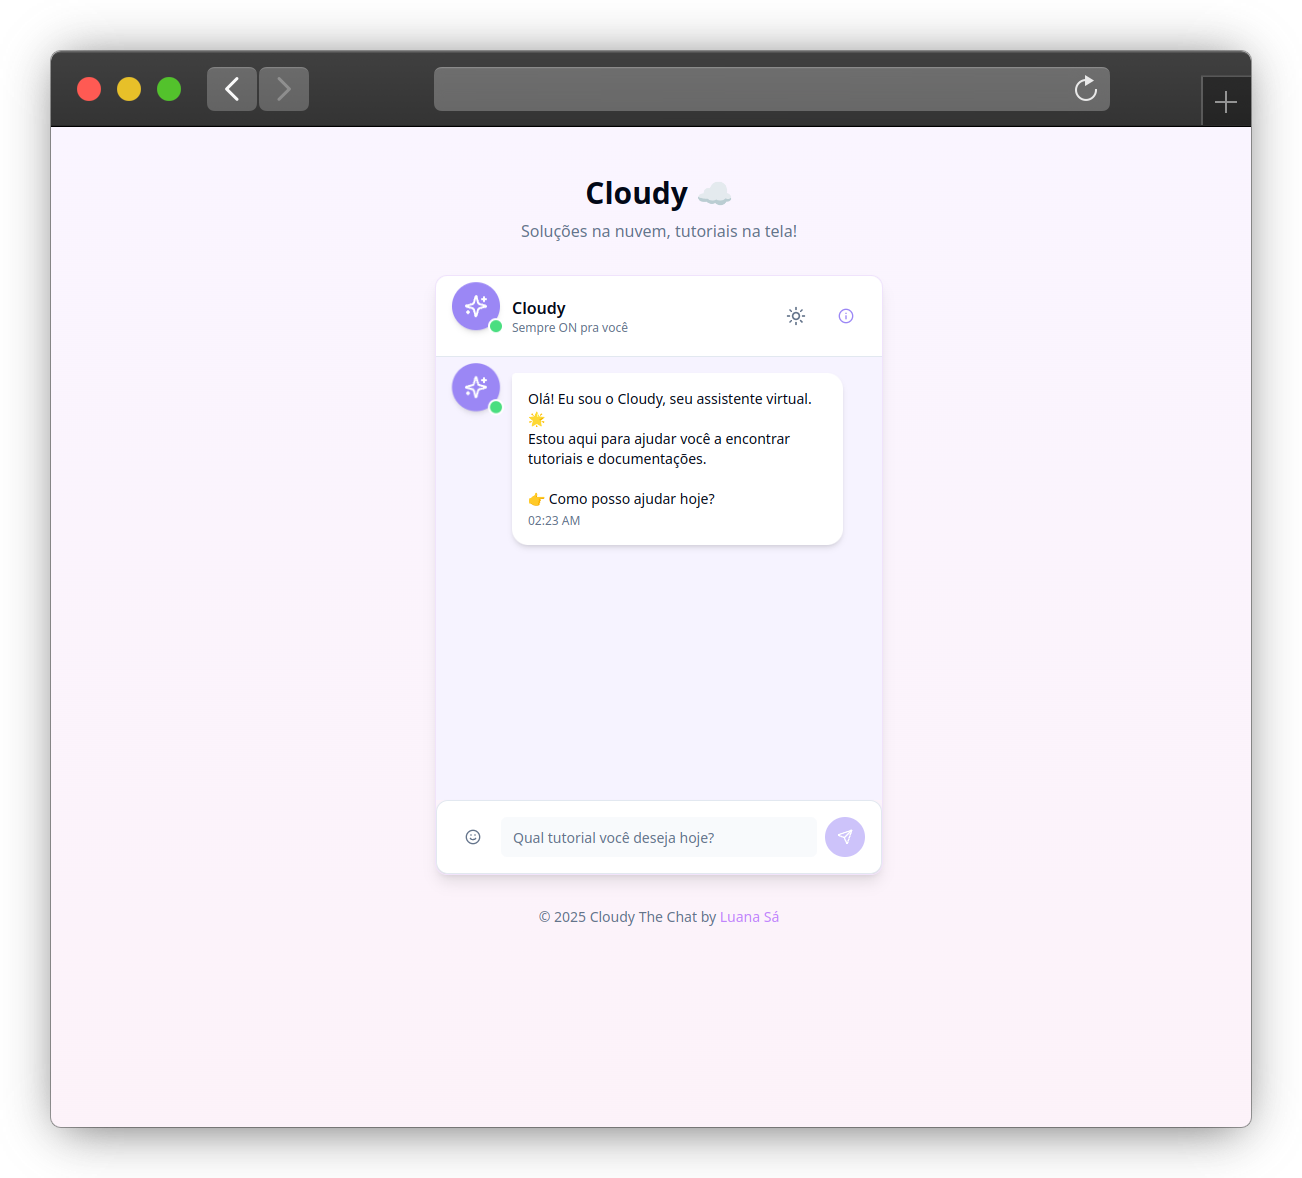 Cloudy ☁️
Soluções na nuvem, tutoriais na tela!
Cloudy
Sempre ON pra você
Olá! Eu sou o Cloudy, seu assistente virtual.
🌟
Estou aqui para ajudar você a encontrar
tutoriais e documentações.
👉 Como posso ajudar hoje?
02:23 AM
Qual tutorial você deseja hoje?
© 2025 Cloudy The Chat by Luana Sá